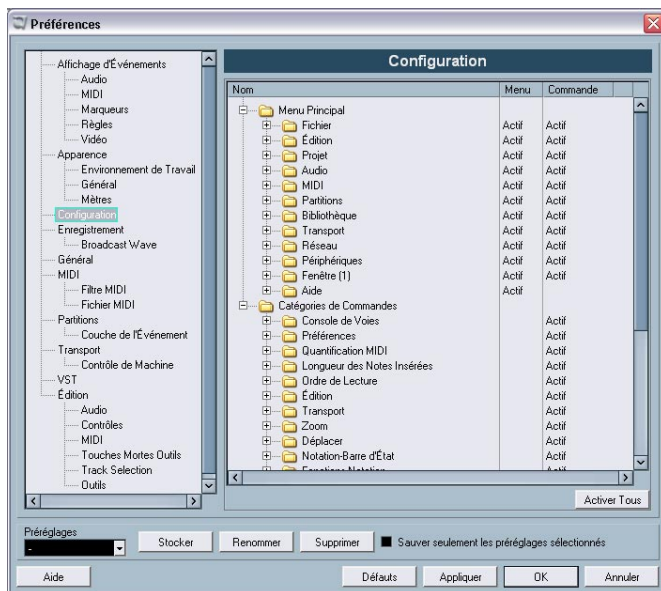 Préférences
Affichage d'Événements
Audio
MIDI
Marqueurs
Règles
Vidéo
Apparence
Environnement de Travail
Général
Mètres
Configuration
Enregistrement
Broadcast Wave
Général
MIDI
Filtre MIDI
Fichier MIDI
Partitions
Couche de l'Événement
Transport
Contrôle de Machine
VST
Édition
Audio
Contrôles
MIDI
Touches Mortes Outils
Track Selection
Outils
Configuration
Nom Menu Commande
Menu Principal
Fichier Actif Actif
Édition Actif Actif
Projet Actif Actif
Audio Actif Actif
MIDI Actif Actif
Partitions Actif Actif
Bibliothèque Actif Actif
Transport Actif Actif
Réseau Actif Actif
Périphériques Actif Actif
Fenêtre (1) Actif Actif
Aide Actif
Catégories de Commandes
Console de Voies Actif
Préférences Actif
Quantification MIDI Actif
Longueur des Notes Insérées Actif
Ordre de Lecture Actif
Édition Actif
Transport Actif
Zoom Actif
Déplacer Actif
Notation-Barre d'État Actif
Fonctions Notation Actif
Activer Tous
Préréglages
-
Stocker Renommer Supprimer Sauver seulement les préréglages sélectionnés
Aide Défauts Appliquer OK Annuler